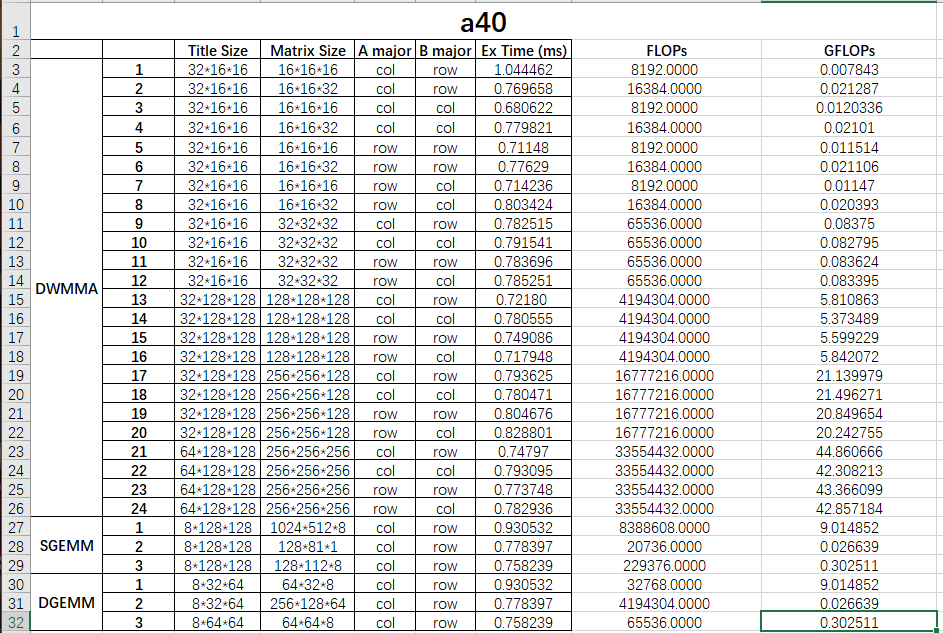 1 a40
2 Title Size Matrix Size A major B major Ex Time (ms) FLOPs GFLOPs
3 1 32*16*16 16*16*16 col row 1.044462 8192.0000 0.007843
4 2 32*16*16 16*16*32 col row 0.769658 16384.0000 0.021287
5 3 32*16*16 16*16*16 col col 0.680622 8192.0000 0.0120336
6 4 32*16*16 16*16*32 col col 0.779821 16384.0000 0.02101
7 5 32*16*16 16*16*16 row row 0.71148 8192.0000 0.011514
8 6 32*16*16 16*16*32 row row 0.77629 16384.0000 0.021106
9 7 32*16*16 16*16*16 row col 0.714236 8192.0000 0.01147
10 8 32*16*16 16*16*32 row col 0.803424 16384.0000 0.020393
11 9 32*16*16 32*32*32 col row 0.782515 65536.0000 0.08375
12 10 32*16*16 32*32*32 col col 0.791541 65536.0000 0.082795
13 11 32*16*16 32*32*32 row row 0.783696 65536.0000 0.083624
14 DWMMA 12 32*16*16 32*32*32 row col 0.785251 65536.0000 0.083395
15 13 32*128*128 128*128*128 col row 0.72180 4194304.0000 5.810863
16 14 32*128*128 128*128*128 col col 0.780555 4194304.0000 5.373489
17 15 32*128*128 128*128*128 row row 0.749086 4194304.0000 5.599229
18 16 32*128*128 128*128*128 row col 0.717948 4194304.0000 5.842072
19 17 32*128*128 256*256*128 col row 0.793625 16777216.0000 21.139979
20 18 32*128*128 256*256*128 col col 0.780471 16777216.0000 21.496271
21 19 32*128*128 256*256*128 row row 0.804676 16777216.0000 20.849654
22 20 32*128*128 256*256*128 row col 0.828801 16777216.0000 20.242755
23 21 64*128*128 256*256*256 col row 0.74797 33554432.0000 44.860666
24 22 64*128*128 256*256*256 col col 0.793095 33554432.0000 42.308213
25 23 64*128*128 256*256*256 row row 0.773748 33554432.0000 43.366099
26 24 64*128*128 256*256*256 row col 0.782936 33554432.0000 42.857184
27 1 8*128*128 1024*512*8 col row 0.930532 8388608.0000 9.014852
28 SGEMM 2 8*128*128 128*81*1 col row 0.778397 20736.0000 0.026639
29 3 8*128*128 128*112*8 col row 0.758239 229376.0000 0.302511
30 1 8*32*64 64*32*8 col row 0.930532 32768.0000 9.014852
31 DGEMM 2 8*32*64 256*128*64 col row 0.778397 4194304.0000 0.026639
32 3 8*64*64 64*64*8 col row 0.758239 65536.0000 0.302511